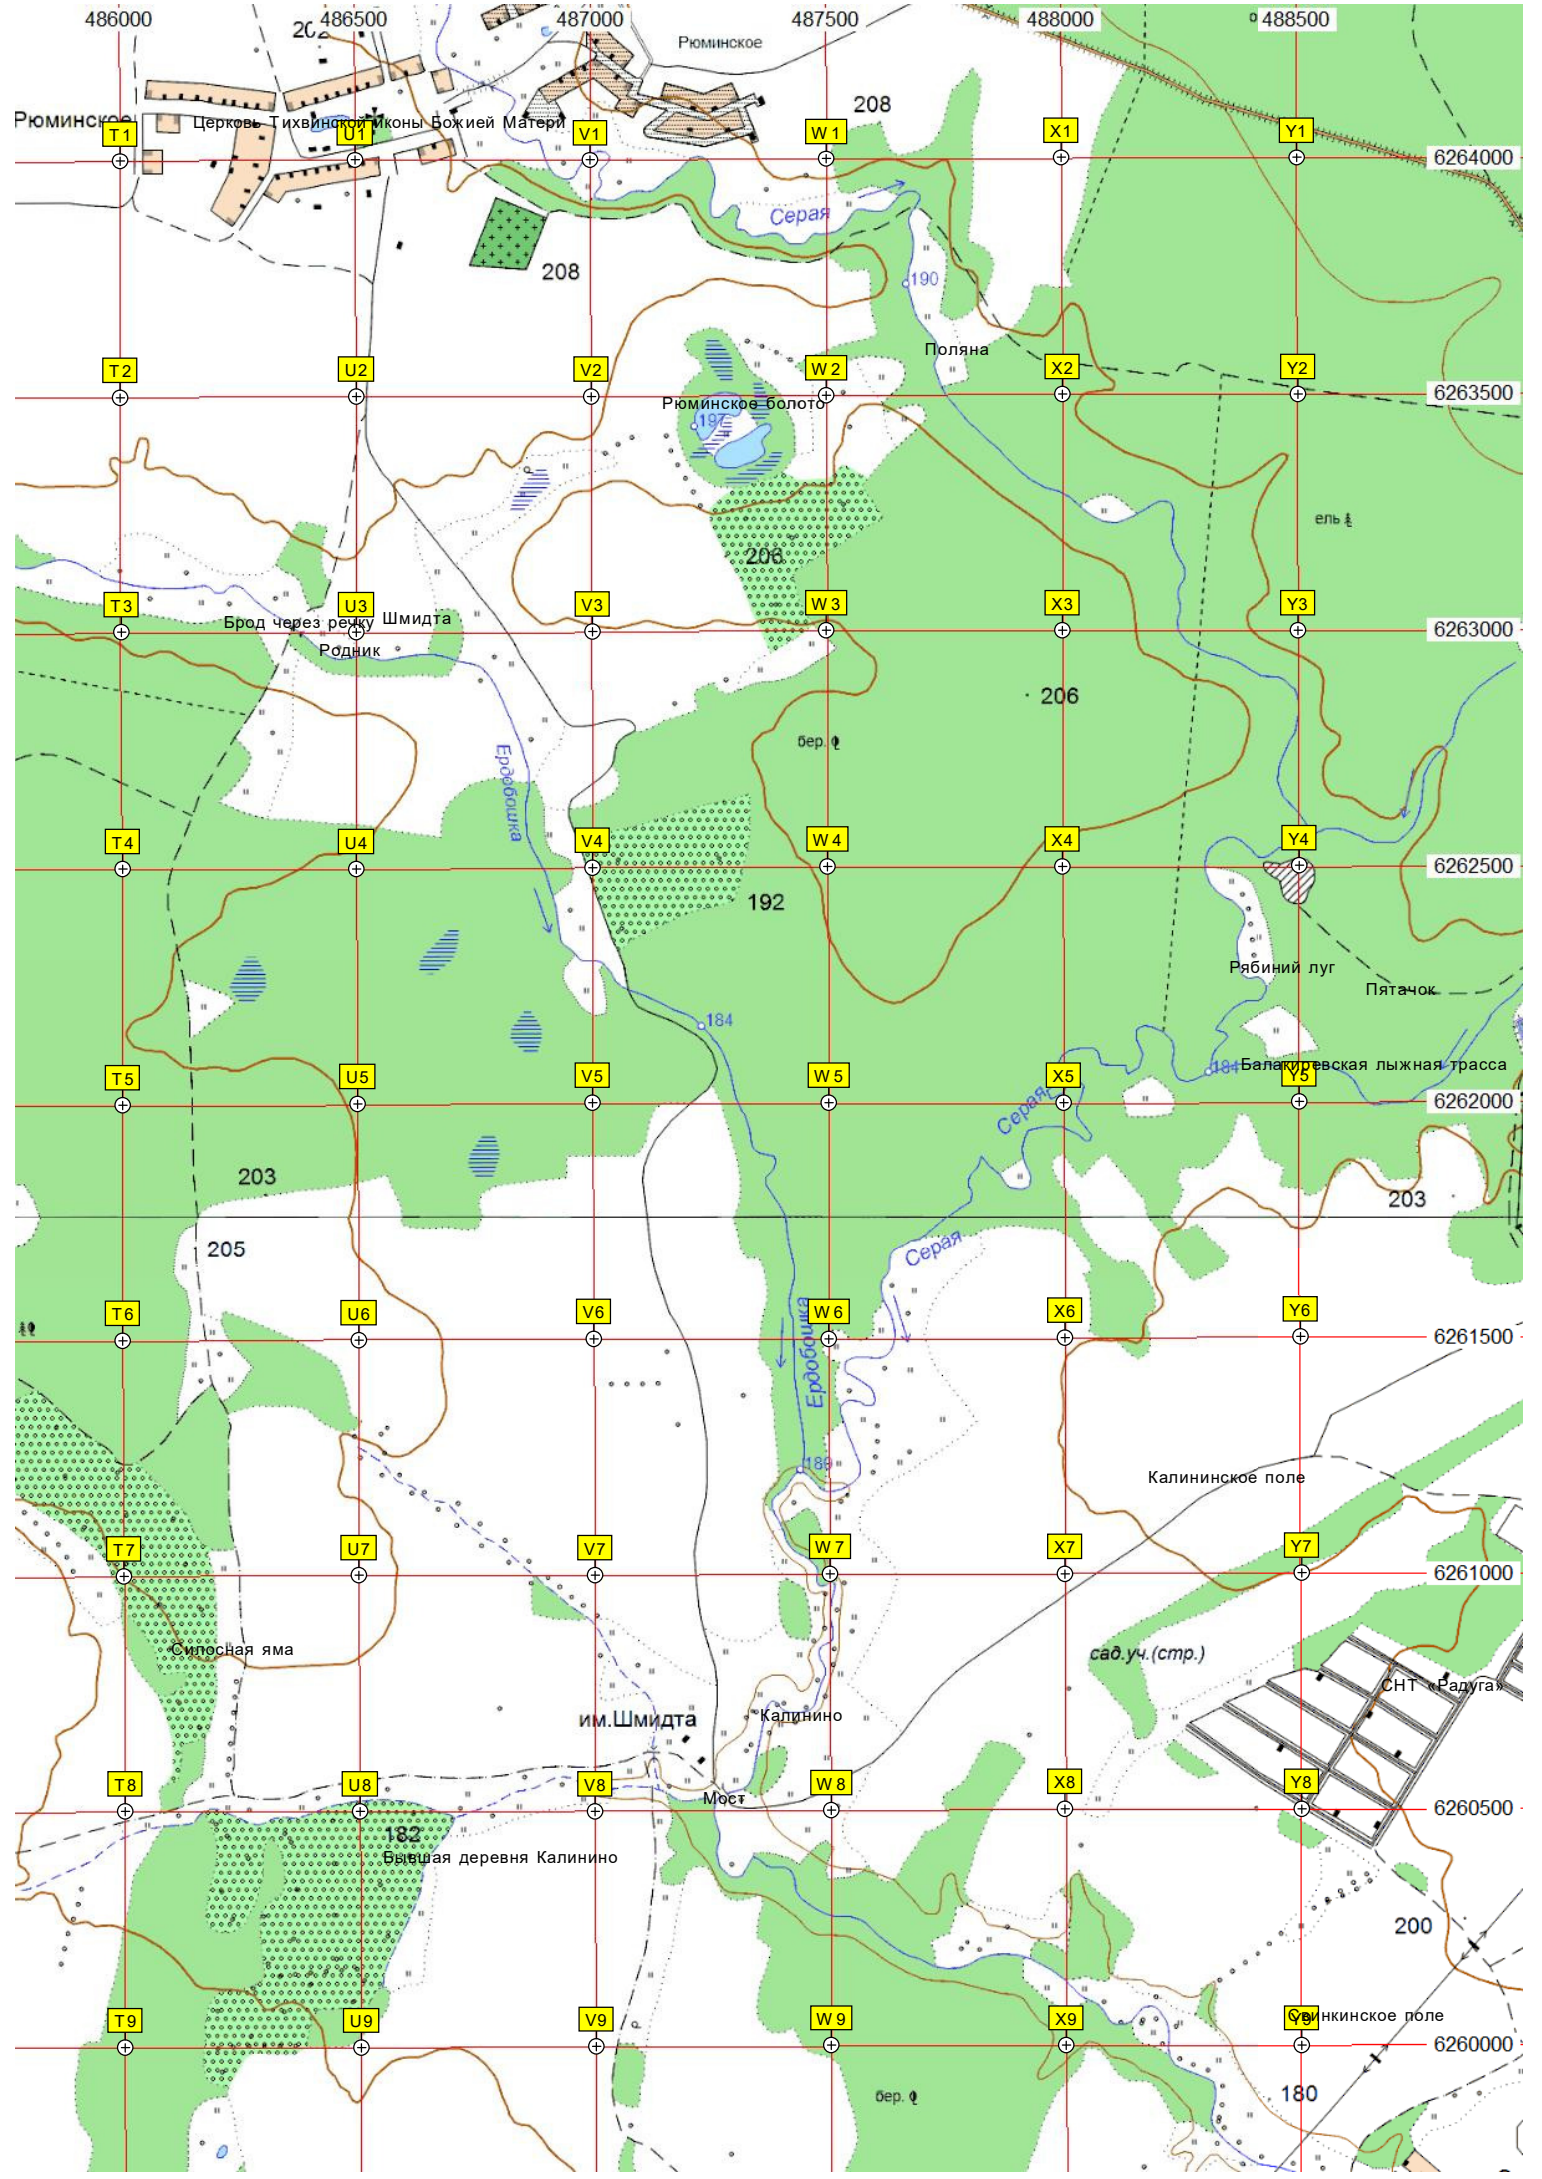 486000 486500 487000 487500 488000 488500
Рюминское
208
Рюминское
Церковь Тихвинской иконы Божией Матери
T1 U1 V1 W1 X1 Y1
6264000
Серая
208
190
Поляна
T2 U2 V2 W2 X2 Y2
6263500
Рюминское болото
197
ель
206
T3 U3 V3 W3 X3 Y3
6263000
Брод через речку Шмидта
Родник
206
бер.
Ердобошка
T4 U4 V4 W4 X4 Y4
6262500
192
Рябиний луг
Пятачок
184
184
Балакиревская лыжная трасса
T5 U5 V5 W5 X5 Y5
6262000
Серая
203
203
205
Серая
T6 U6 V6 W6 X6 Y6
6261500
Ердобошка
180
Калининское поле
T7 U7 V7 W7 X7 Y7
6261000
Силосная яма
сад.уч.(стр.)
СНТ «Радуга»
им.Шмидта
Калинино
T8 U8 V8 W8 X8 Y8
Мост
6260500
182
Бывшая деревня Калинино
200
T9 U9 V9 W9 X9 Y9
Свинкинское поле
6260000
бер.
180